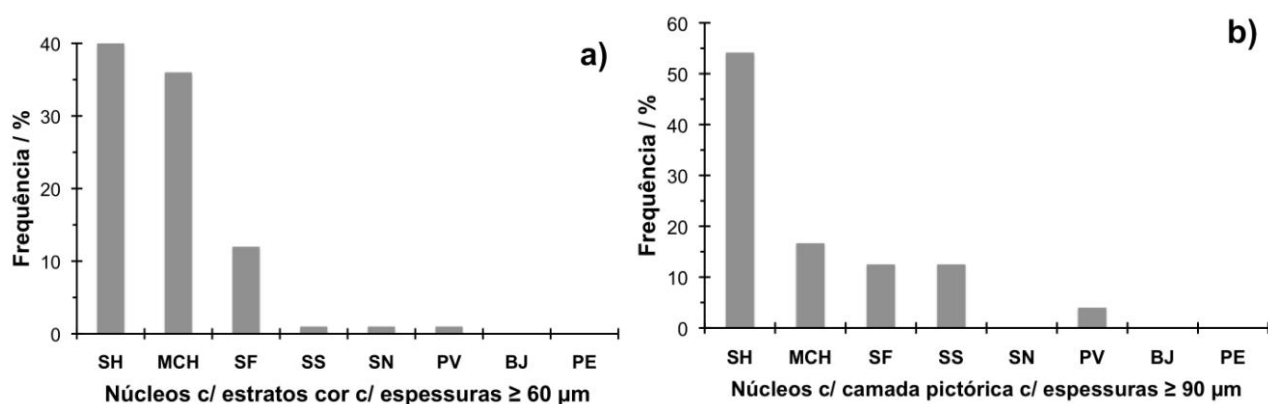 a)
Frequência / %
40
30
20
10
0
SH MCH SF SS SN PV BJ PE
Núcleos c/ estratos cor c/ espessuras ≥ 60 µm
b)
Frequência / %
60
50
40
30
20
10
0
SH MCH SF SS SN PV BJ PE
Núcleos c/ camada pictórica c/ espessuras ≥ 90 µm